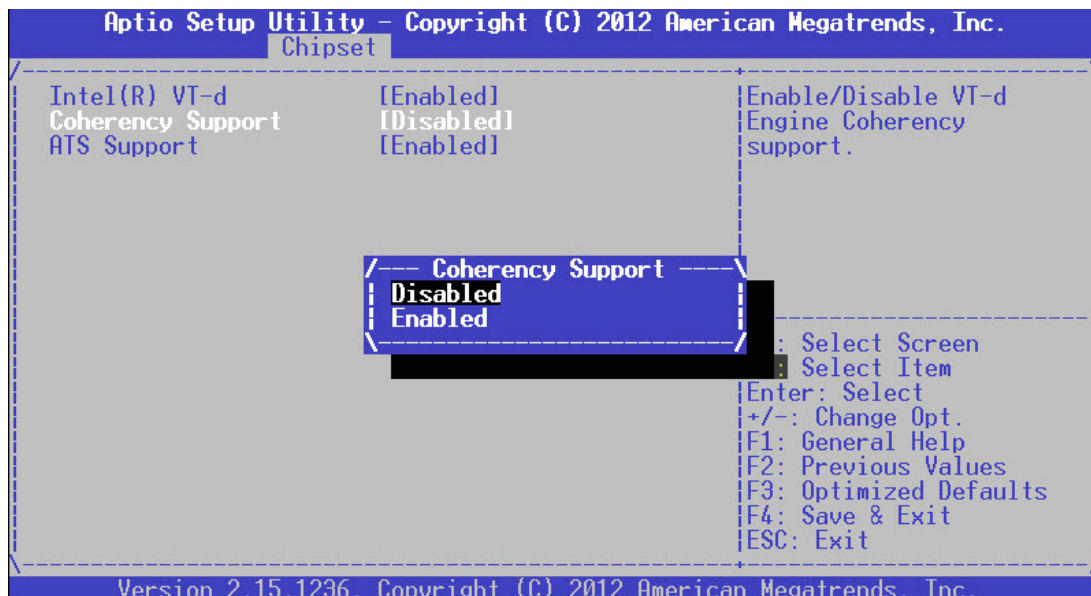 Aptio Setup Utility – Copyright (C) 2012 American Megatrends, Inc.
Chipset
Intel(R) VT-d [Enabled]
Coherency Support [Disabled]
ATS Support [Enabled]
Enable/Disable VT-d
Engine Coherency
support.
Coherency Support
Disabled
Enabled
: Select Screen
: Select Item
Enter: Select
+/-: Change Opt.
F1: General Help
F2: Previous Values
F3: Optimized Defaults
F4: Save & Exit
ESC: Exit
Version 2.15.1236. Copyright (C) 2012 American Megatrends, Inc.